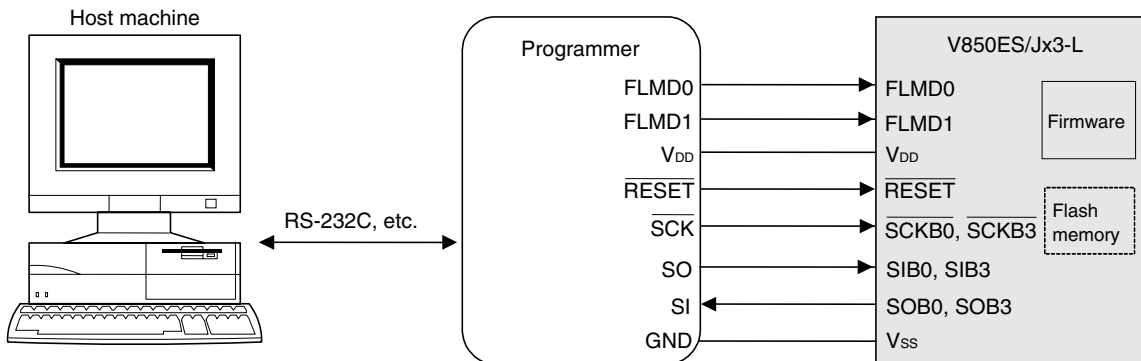 Host machine
RS-232C, etc.
Programmer
FLMD0
FLMD1
VDD
RESET
SCK
SO
SI
GND
V850ES/Jx3-L
FLMD0
FLMD1
VDD
RESET
SCKB0, SCKB3
SIB0, SIB3
SOB0, SOB3
VSS
Firmware
Flash
memory